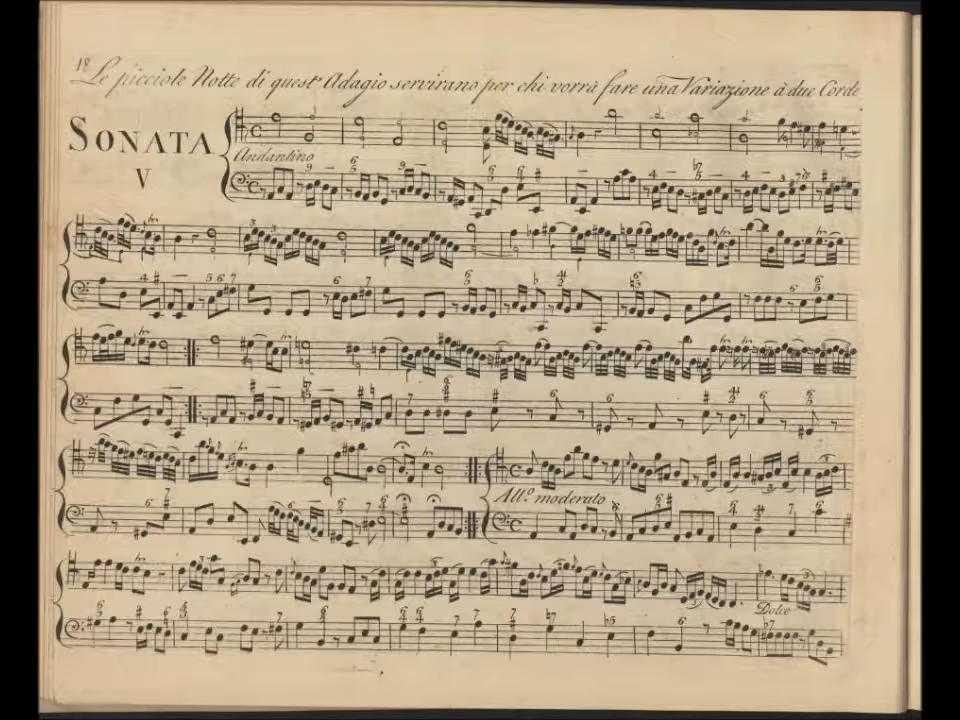 18
Le picciole Notte di quest' Adagio servirano per chi vorrà fare una Variazione à due Corde
SONATA
V
Andantino
All.º moderato
Dolce